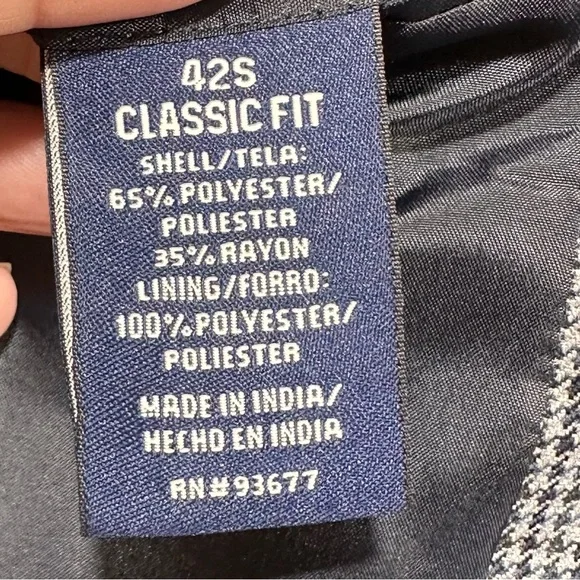 42S
CLASSIC FIT
SHELL/TELA:
65% POLYESTER/
POLIESTER
35% RAYON
LINING/FORRO:
100% POLYESTER/
POLIESTER
MADE IN INDIA/
HECHO EN INDIA
RN# 93677